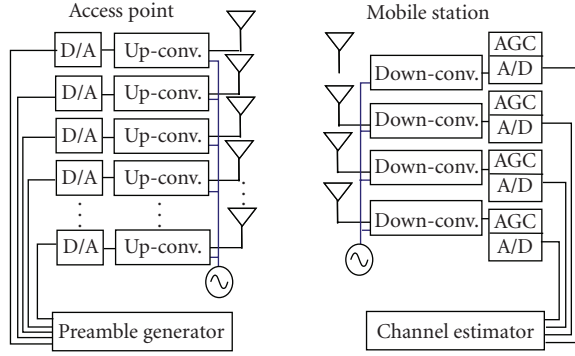 Access point
D/A
Up-conv.
D/A
Up-conv.
D/A
Up-conv.
D/A
Up-conv.
D/A
Up-conv.
Preamble generator
Mobile station
Down-conv.
AGC
A/D
Down-conv.
AGC
A/D
Down-conv.
AGC
A/D
Down-conv.
AGC
A/D
Channel estimator